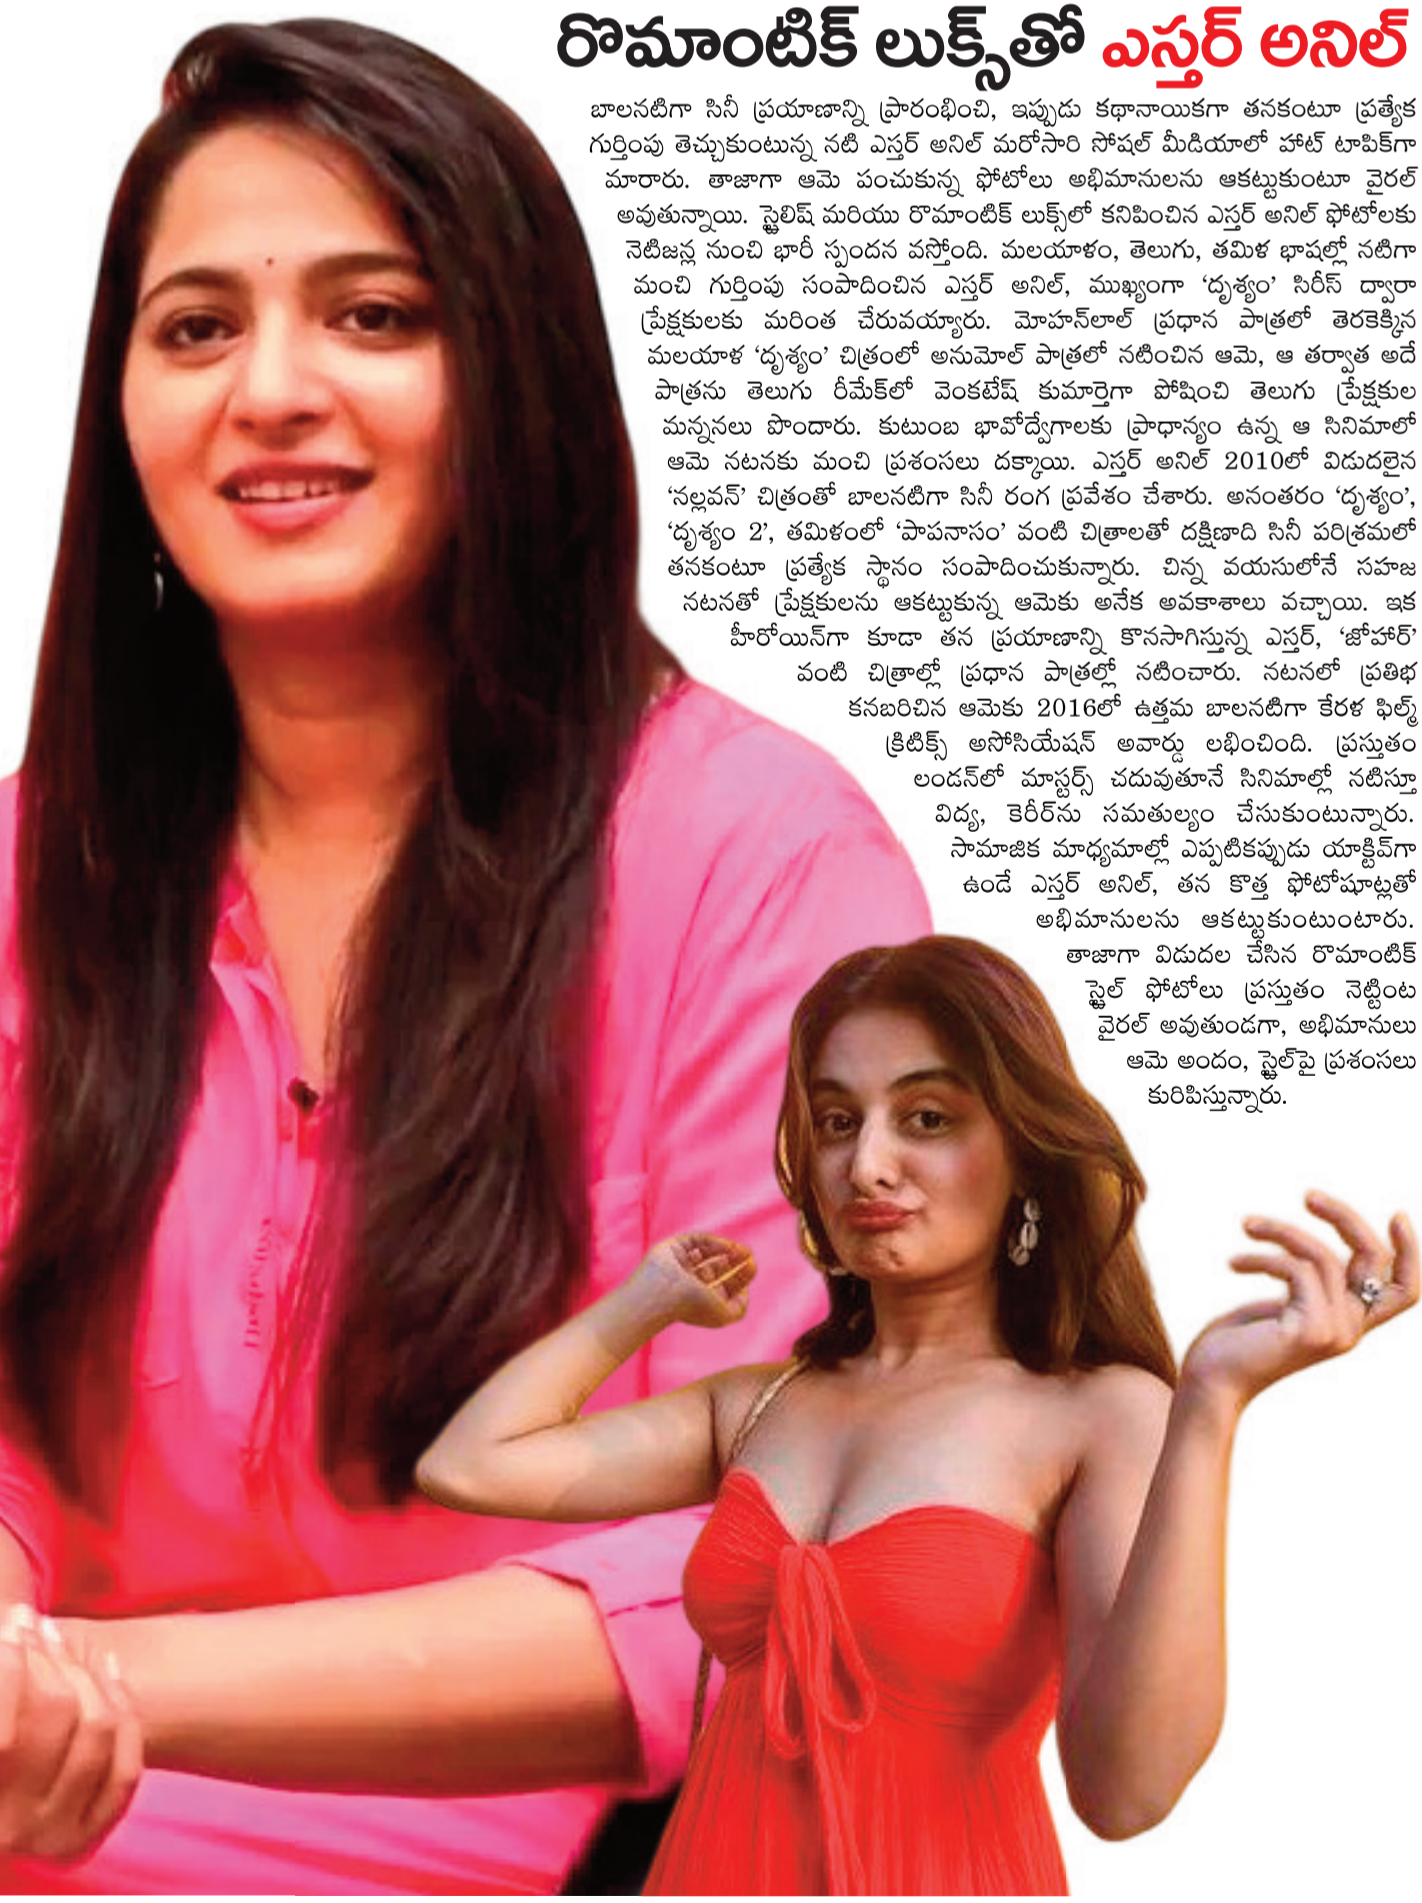 రొమాంటిక్ లుక్స్‌తో ఎస్తర్ అనిల్
బాలనటిగా సినీ ప్రయాణాన్ని ప్రారంభించి, ఇప్పుడు కథానాయికగా తనకంటూ ప్రత్యేక
గుర్తింపు తెచ్చుకుంటున్న నటి ఎస్తర్ అనిల్ మరోసారి సోషల్ మీడియాలో హాట్ టాపిక్‌గా
మారారు. తాజాగా ఆమె పంచుకున్న ఫోటోలు అభిమానులను ఆకట్టుకుంటూ వైరల్
అవుతున్నాయి. స్టైలిష్ మరియు రొమాంటిక్ లుక్స్‌లో కనిపించిన ఎస్తర్ అనిల్ ఫోటోలకు
నెటిజన్ల నుంచి భారీ స్పందన వస్తోంది. మలయాళం, తెలుగు, తమిళ భాషల్లో నటిగా
మంచి గుర్తింపు సంపాదించిన ఎస్తర్ అనిల్, ముఖ్యంగా ‘దృశ్యం’ సిరీస్ ద్వారా
ప్రేక్షకులకు మరింత చేరువయ్యారు. మోహన్‌లాల్ ప్రధాన పాత్రలో తెరకెక్కిన
మలయాళ ‘దృశ్యం’ చిత్రంలో అనుమోల్ పాత్రలో నటించిన ఆమె, ఆ తర్వాత అదే
పాత్రను తెలుగు రీమేక్‌లో వెంకటేష్ కుమార్తెగా పోషించి తెలుగు ప్రేక్షకుల
మన్ననలు పొందారు. కుటుంబ భావోద్వేగాలకు ప్రాధాన్యం ఉన్న ఆ సినిమాలో
ఆమె నటనకు మంచి ప్రశంసలు దక్కాయి. ఎస్తర్ అనిల్ 2010లో విడుదలైన
‘నల్లవన్’ చిత్రంతో బాలనటిగా సినీ రంగ ప్రవేశం చేశారు. అనంతరం ‘దృశ్యం’,
‘దృశ్యం 2’, తమిళంలో ‘పాపనాసం’ వంటి చిత్రాలతో దక్షిణాది సినీ పరిశ్రమలో
తనకంటూ ప్రత్యేక స్థానం సంపాదించుకున్నారు. చిన్న వయసులోనే సహజ
నటనతో ప్రేక్షకులను ఆకట్టుకున్న ఆమెకు అనేక అవకాశాలు వచ్చాయి. ఇక
హీరోయిన్‌గా కూడా తన ప్రయాణాన్ని కొనసాగిస్తున్న ఎస్తర్, ‘జోహార్’
వంటి చిత్రాల్లో ప్రధాన పాత్రల్లో నటించారు. నటనలో ప్రతిభ
కనబరిచిన ఆమెకు 2016లో ఉత్తమ బాలనటిగా కేరళ ఫిల్మ్
క్రిటిక్స్ అసోసియేషన్ అవార్డు లభించింది. ప్రస్తుతం
లండన్‌లో మాస్టర్స్ చదువుతూనే సినిమాల్లో నటిస్తూ
విద్య, కెరీర్‌ను సమతుల్యం చేసుకుంటున్నారు.
సామాజిక మాధ్యమాల్లో ఎప్పటికప్పుడు యాక్టివ్‌గా
ఉండే ఎస్తర్ అనిల్, తన కొత్త ఫోటోషూట్లతో
అభిమానులను ఆకట్టుకుంటుంటారు.
తాజాగా విడుదల చేసిన రొమాంటిక్
స్టైల్ ఫోటోలు ప్రస్తుతం నెట్టింట
వైరల్ అవుతుండగా, అభిమానులు
ఆమె అందం, స్టైల్‌పై ప్రశంసలు
కురిపిస్తున్నారు.